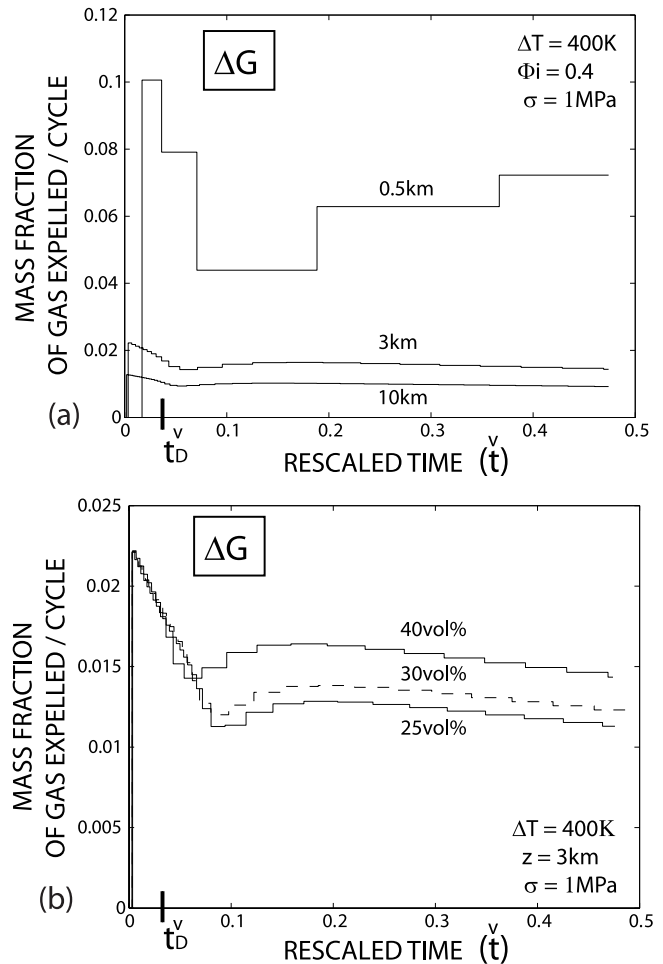 ΔG
ΔT = 400K
Φi = 0.4
σ = 1MPa
MASS FRACTION
OF GAS EXPELLED / CYCLE
0.12
0.1
0.08
0.06
0.04
0.02
0
0.5km
3km
10km
(a)
0
0.1
0.2
0.3
0.4
0.5
v
tD
RESCALED TIME (t)
v
ΔG
MASS FRACTION
OF GAS EXPELLED / CYCLE
0.025
0.02
0.015
0.01
0.005
0
40vol%
30vol%
25vol%
ΔT = 400K
z = 3km
σ = 1MPa
(b)
0
0.1
0.2
0.3
0.4
0.5
v
tD
RESCALED TIME (t)
v